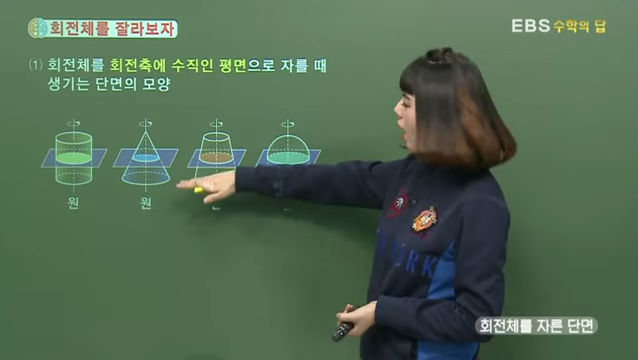 회전체를 잘라보자
EBS 수학의 답
(1) 회전체를 회전축에 수직인 평면으로 자를 때
생기는 단면의 모양
원 원
회전체를 자른 단면